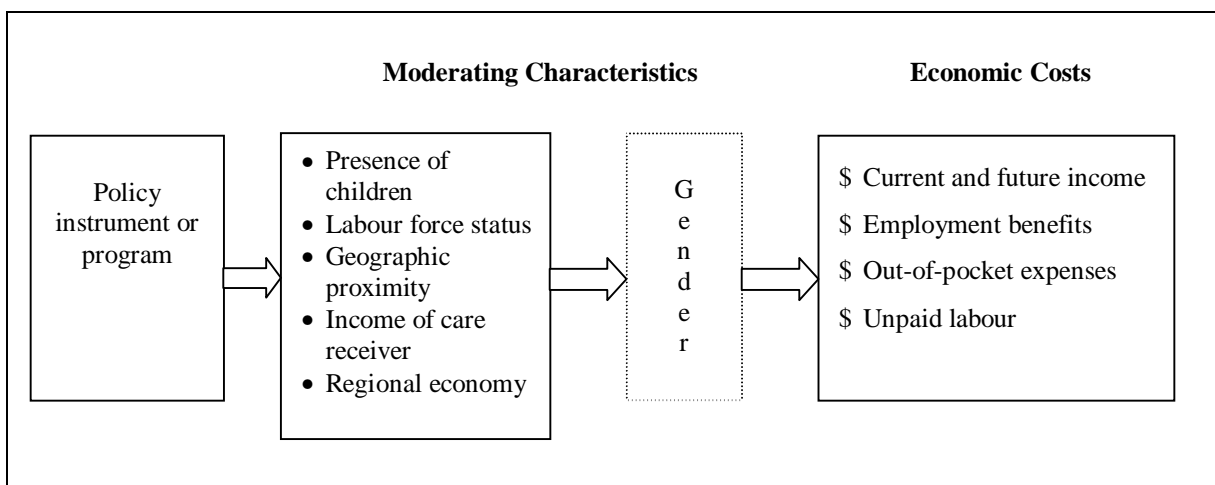 Moderating Characteristics
Economic Costs
Policy
instrument or
program
• Presence of
children
• Labour force status
• Geographic
proximity
• Income of care
receiver
• Regional economy
G
e
n
d
e
r
$ Current and future income
$ Employment benefits
$ Out-of-pocket expenses
$ Unpaid labour